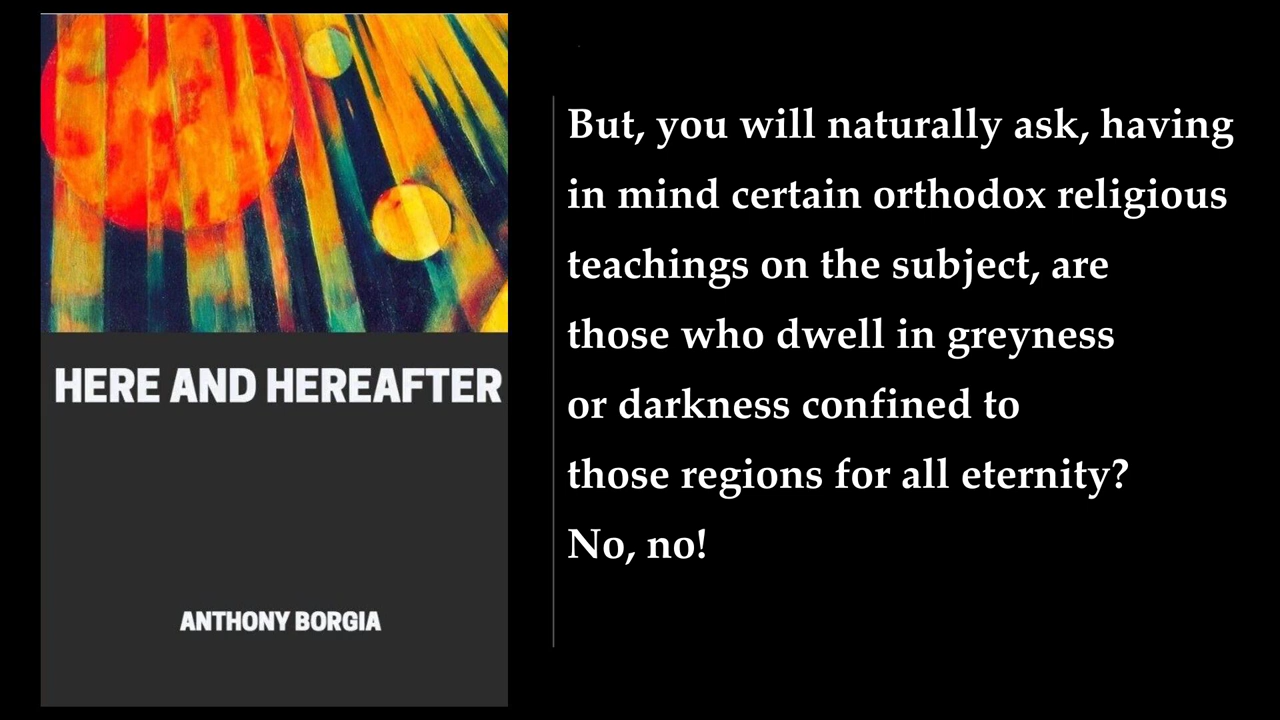 HERE AND HEREAFTER
ANTHONY BORGIA
But, you will naturally ask, having
in mind certain orthodox religious
teachings on the subject, are
those who dwell in greyness
or darkness confined to
those regions for all eternity?
No, no!